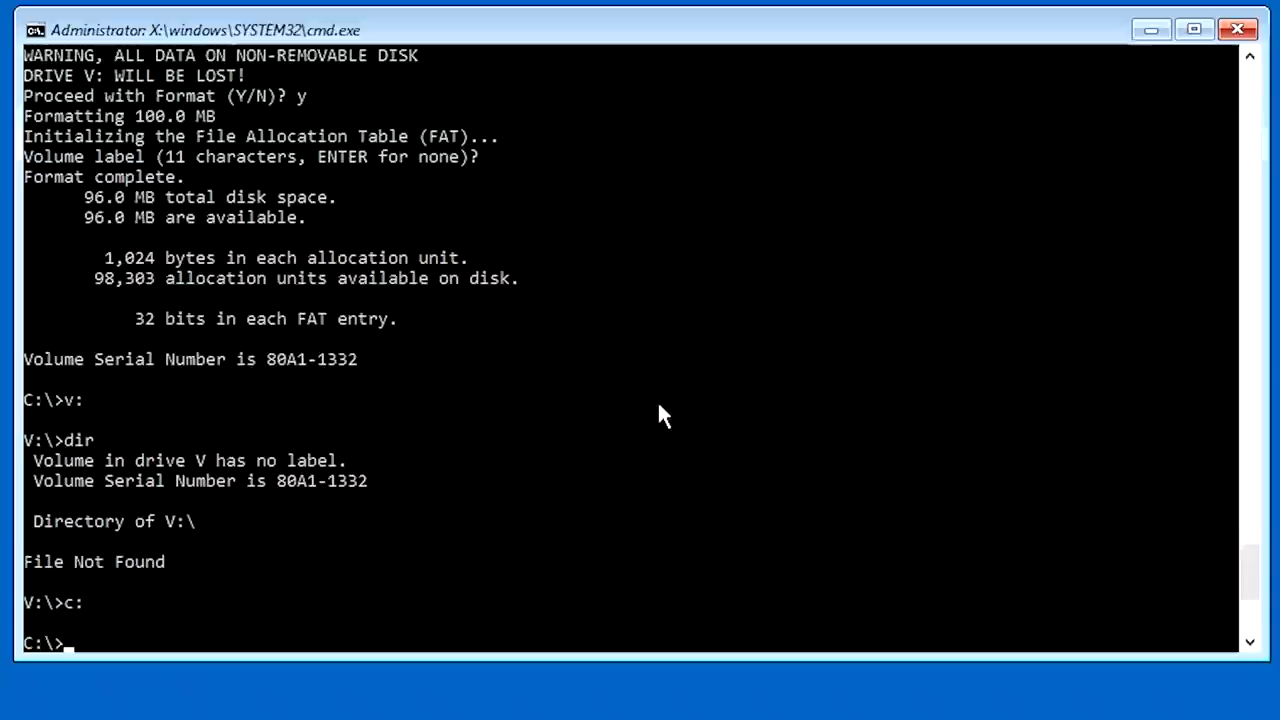 Administrator: X:\windows\SYSTEM32\cmd.exe
WARNING, ALL DATA ON NON-REMOVABLE DISK
DRIVE V: WILL BE LOST!
Proceed with Format (Y/N)? y
Formatting 100.0 MB
Initializing the File Allocation Table (FAT)...
Volume label (11 characters, ENTER for none)?
Format complete.
96.0 MB total disk space.
96.0 MB are available.
1,024 bytes in each allocation unit.
98,303 allocation units available on disk.
32 bits in each FAT entry.
Volume Serial Number is 80A1-1332
C:\>v:
V:\>dir
Volume in drive V has no label.
Volume Serial Number is 80A1-1332
Directory of V:\
File Not Found
V:\>c:
C:\>